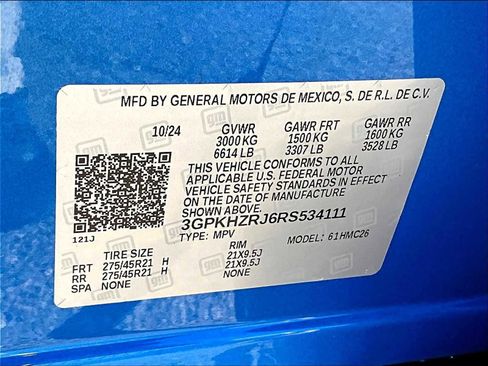 MFD BY GENERAL MOTORS DE MEXICO, S. DE R.L. DE C.V.
10/24 GVWR GAWR FRT GAWR RR
3000 KG 1500 KG 1600 KG
6614 LB 3307 LB 3528 LB
THIS VEHICLE CONFORMS TO ALL
APPLICABLE U.S. FEDERAL MOTOR
VEHICLE SAFETY STANDARDS IN EFFECT
ON THE DATE OF MANUFACTURE
SHOWN ABOVE.
3GPKHZRJ6RS534111
121J TYPE: MPV MODEL: 61HMC26
TIRE SIZE RIM
FRT 275/45R21 H 21X9.5J
RR 275/45R21 H 21X9.5J
SPA NONE NONE
gm